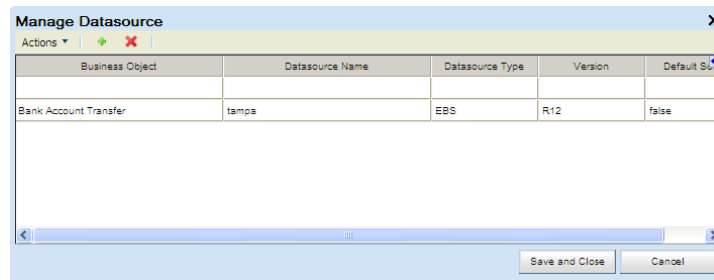 Manage Datasource
Actions
Business Object Datasource Name Datasource Type Version Default
Bank Account Transfer tampa EBS R12 false
Save and Close Cancel